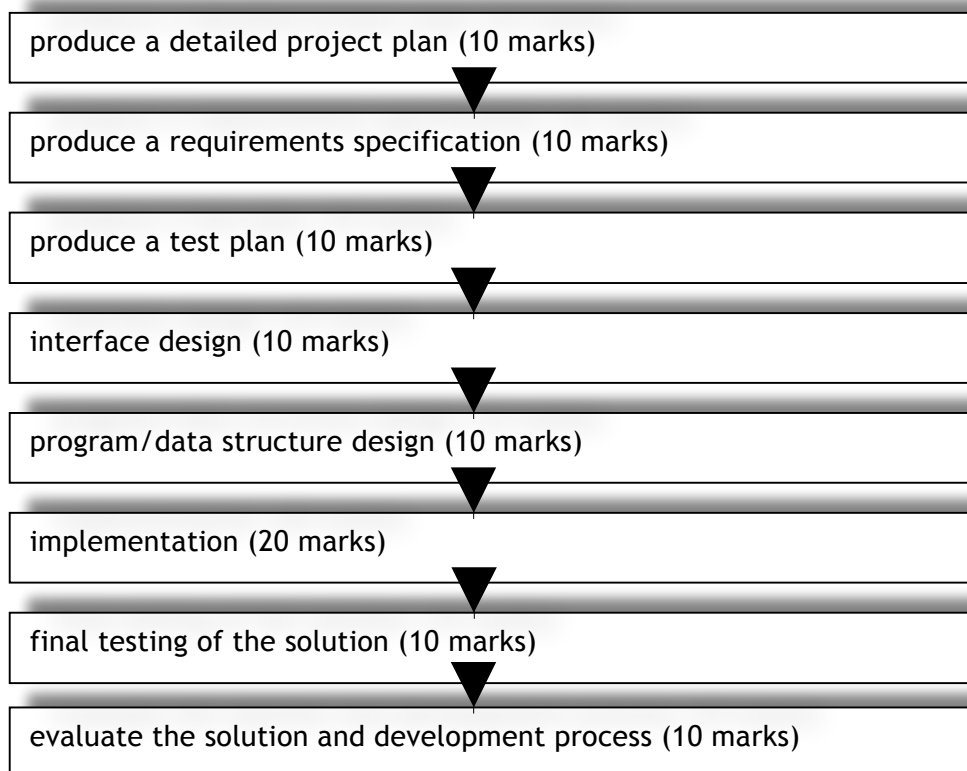 produce a detailed project plan (10 marks)
produce a requirements specification (10 marks)
produce a test plan (10 marks)
interface design (10 marks)
program/data structure design (10 marks)
implementation (20 marks)
final testing of the solution (10 marks)
evaluate the solution and development process (10 marks)